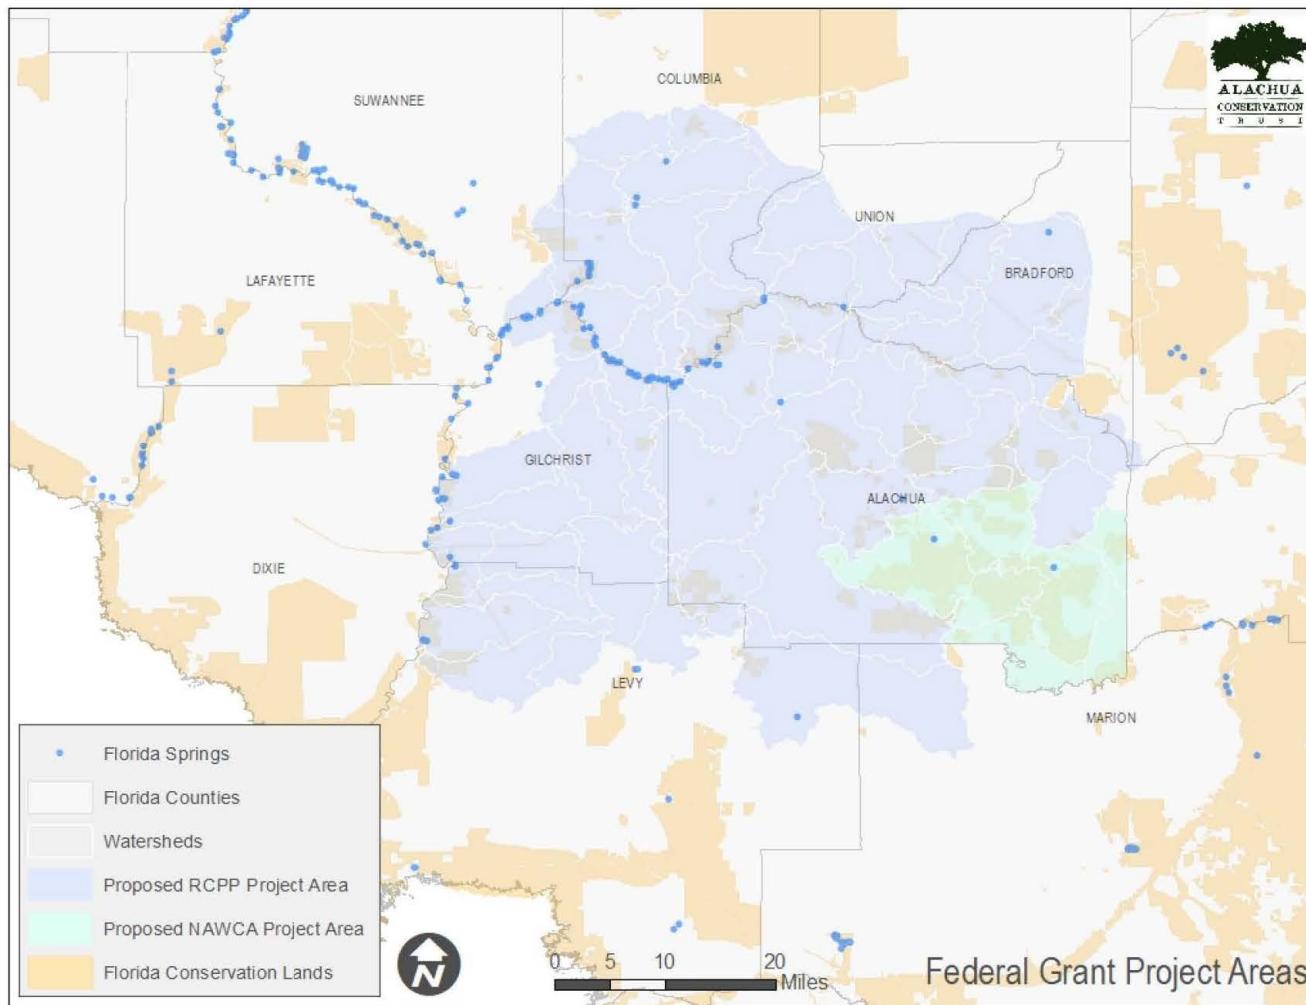 COLUMBIA
SUWANNEE
ALACHUA
CONSERVATION
TRUST
UNION
BRADFORD
LAFAYETTE
GILCHRIST
ALACHUA
DIXIE
LEVY
MARION
Florida Springs
Florida Counties
Watersheds
Proposed RCPP Project Area
Proposed NAWCA Project Area
Florida Conservation Lands
N
0 5 10 20
Miles
Federal Grant Project Areas